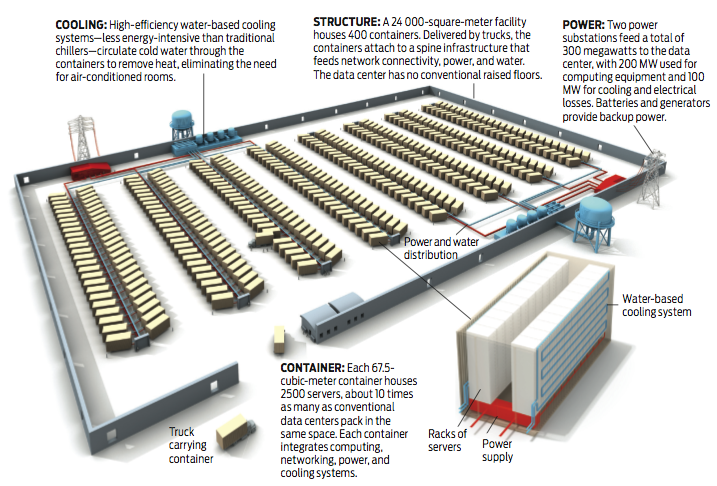 COOLING: High-efficiency water-based cooling
systems—less energy-intensive than traditional
chillers—circulate cold water through the
containers to remove heat, eliminating the need
for air-conditioned rooms.
STRUCTURE: A 24 000-square-meter facility
houses 400 containers. Delivered by trucks, the
containers attach to a spine infrastructure that
feeds network connectivity, power, and water.
The data center has no conventional raised floors.
POWER: Two power
substations feed a total of
300 megawatts to the data
center, with 200 MW used for
computing equipment and 100
MW for cooling and electrical
losses. Batteries and generators
provide backup power.
Power and water
distribution
Water-based
cooling system
CONTAINER: Each 67.5-
cubic-meter container houses
2500 servers, about 10 times
as many as conventional
data centers pack in the
same space. Each container
integrates computing,
networking, power, and
cooling systems.
Truck
carrying
container
Racks of
servers
Power
supply